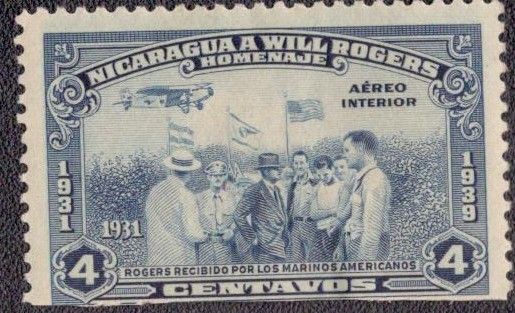 NICARAGUA A WILL ROGERS
HOMENAJE
AÉREO
INTERIOR
1931
1939
1931
ROGERS RECIBIDO POR LOS MARINOS AMERICANOS
4
CENTAVOS
4